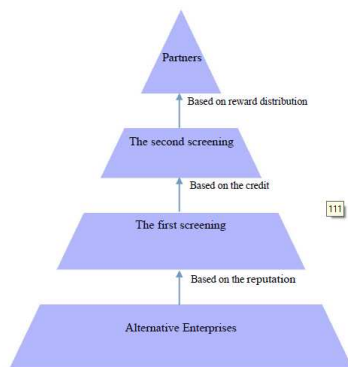 Partners
Based on reward distribution
The second screening
Based on the credit
111
The first screening
Based on the reputation
Alternative Enterprises